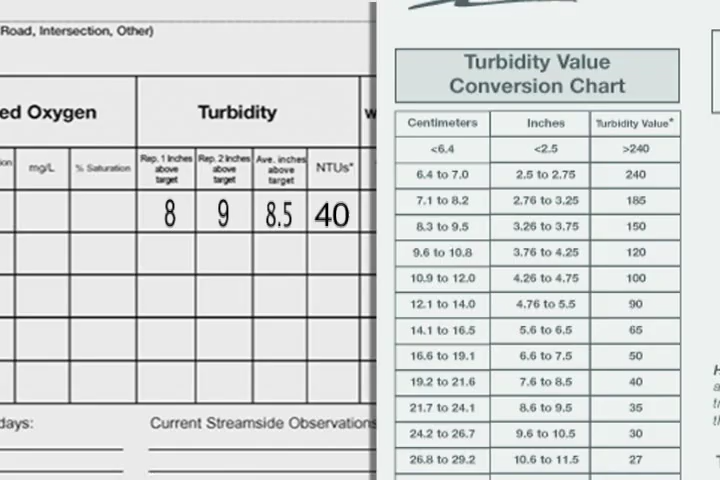 Road, Intersection, Other)
ed Oxygen
Turbidity
w
ion
mg/L
% Saturation
Rep. 1 Inches above target
Rep. 2 Inches above target
Ave. inches above target
NTUs*
8
9
8.5
40
days:
Current Streamside Observations
Turbidity Value
Conversion Chart
Centimeters Inches Turbidity Value*
<6.4 <2.5 >240
6.4 to 7.0 2.5 to 2.75 240
7.1 to 8.2 2.76 to 3.25 185
8.3 to 9.5 3.26 to 3.75 150
9.6 to 10.8 3.76 to 4.25 120
10.9 to 12.0 4.26 to 4.75 100
12.1 to 14.0 4.76 to 5.5 90
14.1 to 16.5 5.6 to 6.5 65
16.6 to 19.1 6.6 to 7.5 50
19.2 to 21.6 7.6 to 8.5 40
21.7 to 24.1 8.6 to 9.5 35
24.2 to 26.7 9.6 to 10.5 30
26.8 to 29.2 10.6 to 11.5 27